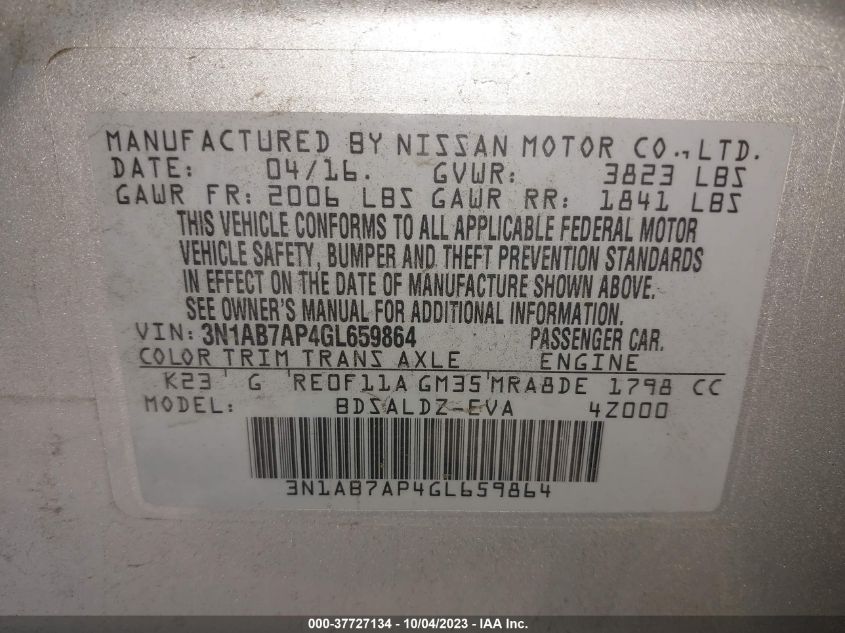 MANUFACTURED BY NISSAN MOTOR CO., LTD.
DATE: 04/16. GVWR: 3823 LBS
GAWR FR: 2006 LBS GAWR RR: 1841 LBS
THIS VEHICLE CONFORMS TO ALL APPLICABLE FEDERAL MOTOR
VEHICLE SAFETY, BUMPER AND THEFT PREVENTION STANDARDS
IN EFFECT ON THE DATE OF MANUFACTURE SHOWN ABOVE.
SEE OWNER'S MANUAL FOR ADDITIONAL INFORMATION.
VIN: 3N1AB7AP4GL659864 PASSENGER CAR.
COLOR TRIM TRANS AXLE ENGINE
K23 G RE0F11A GM35 MRA8DE 1798 CC
MODEL: BDSALDZ-EVA 4Z000
3N1AB7AP4GL659864
000-37727134 - 10/04/2023 - IAA Inc.